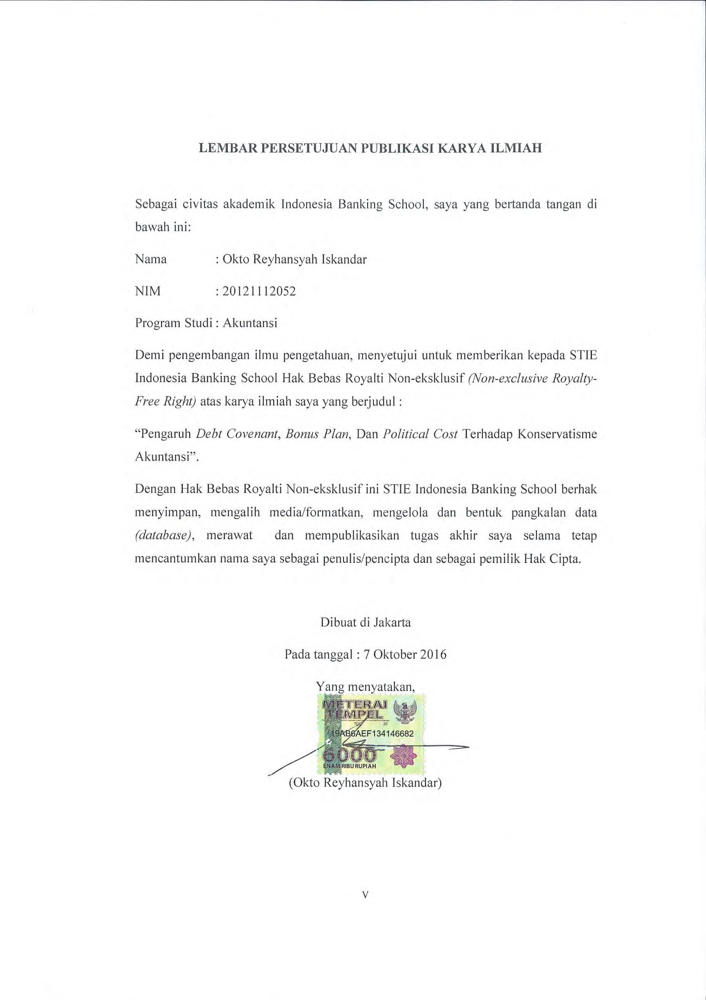 LEMBAR PERSETUJUAN PUBLIKASI KARYA ILMIAH
Sebagai civitas akademik Indonesia Banking School, saya yang bertanda tangan di
bawah ini:
Nama : Okto Reyhansyah Iskandar
NIM : 20121112052
Program Studi : Akuntansi
Demi pengembangan ilmu pengetahuan, menyetujui untuk memberikan kepada STIE
Indonesia Banking School Hak Bebas Royalti Non-eksklusif (Non-exclusive Royalty-
Free Right) atas karya ilmiah saya yang berjudul :
“Pengaruh Debt Covenant, Bonus Plan, Dan Political Cost Terhadap Konservatisme
Akuntansi”.
Dengan Hak Bebas Royalti Non-eksklusif ini STIE Indonesia Banking School berhak
menyimpan, mengalih media/formatkan, mengelola dan bentuk pangkalan data
(database), merawat dan mempublikasikan tugas akhir saya selama tetap
mencantumkan nama saya sebagai penulis/pencipta dan sebagai pemilik Hak Cipta.
Dibuat di Jakarta
Pada tanggal : 7 Oktober 2016
Yang menyatakan,
METERAI
TEMPEL
TGL 20
19AB6AEF134146682
6000
ENAM RIBU RUPIAH
(Okto Reyhansyah Iskandar)
V